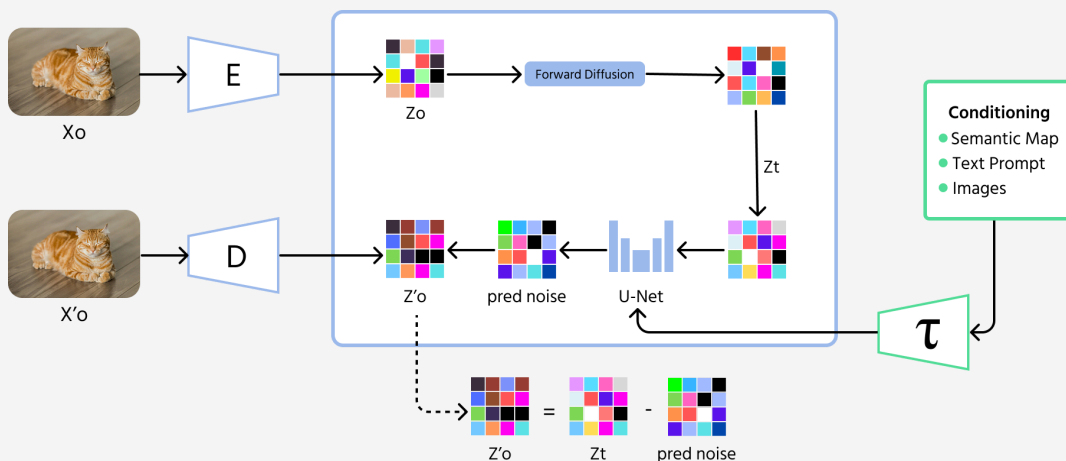 E
Xo
Zo
Forward Diffusion
Zt
Conditioning
Semantic Map
Text Prompt
Images
D
X'o
Z'o
pred noise
U-Net
τ
Z'o
=
Zt
-
pred noise